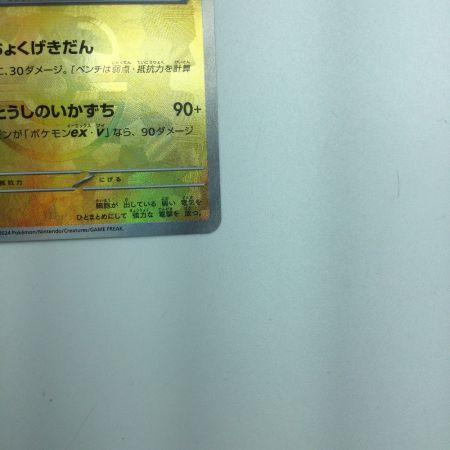 ょくげきだん
、30ダメージ。[ベンチは弱点・抵抗力を計算
とうしのいかずち 90+
ンが「ポケモンex・V」なら、90ダメージ
抵抗力 にげる
細胞が 出している 弱い 電気を
ひとまとめにして 強力な 電撃を 放つ。
2024 Pokémon/Nintendo/Creatures/GAME FREAK.